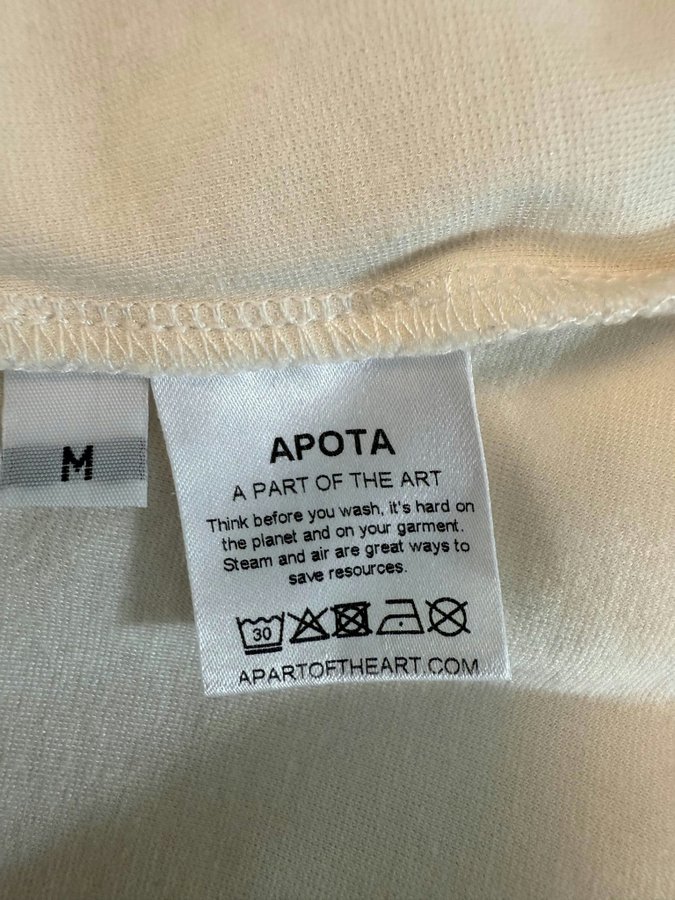 M
APOTA
A PART OF THE ART
Think before you wash, it's hard on
the planet and on your garment.
Steam and air are great ways to
save resources.
30
APARTOFTHEART.COM